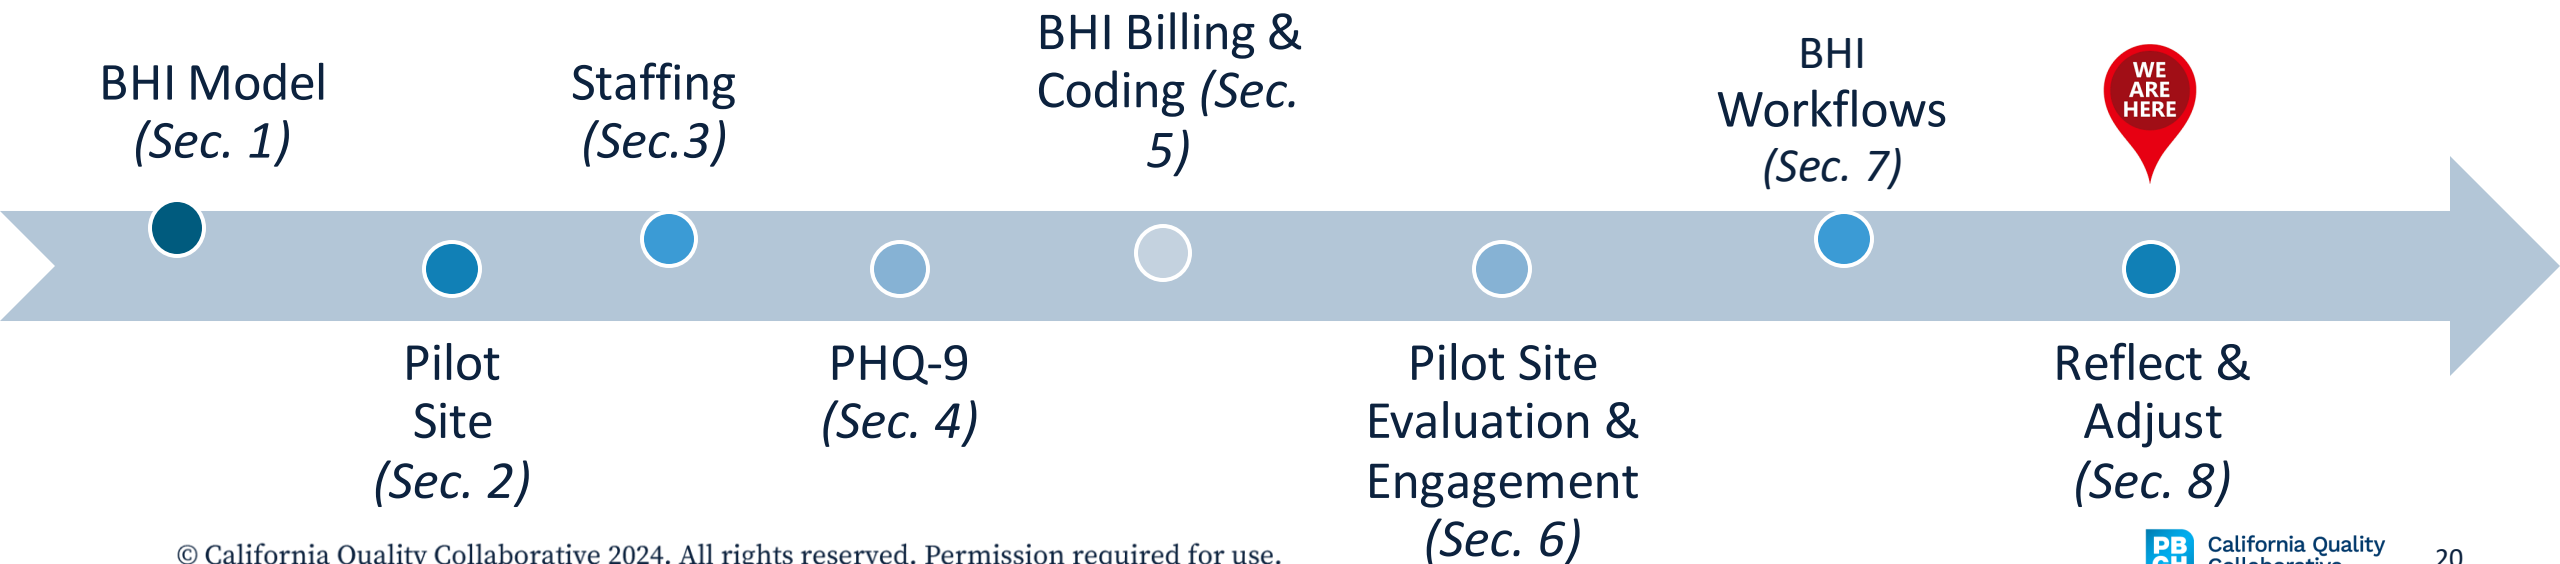 BHI Model
(Sec. 1)
Pilot
Site
(Sec. 2)
Staffing
(Sec.3)
PHQ-9
(Sec. 4)
BHI Billing &
Coding (Sec.
5)
Pilot Site
Evaluation &
Engagement
(Sec. 6)
BHI
Workflows
(Sec. 7)
WE
ARE
HERE
Reflect &
Adjust
(Sec. 8)
© California Quality Collaborative 2024. All rights reserved. Permission required for use.
PB
GH
California Quality
Collaborative
20